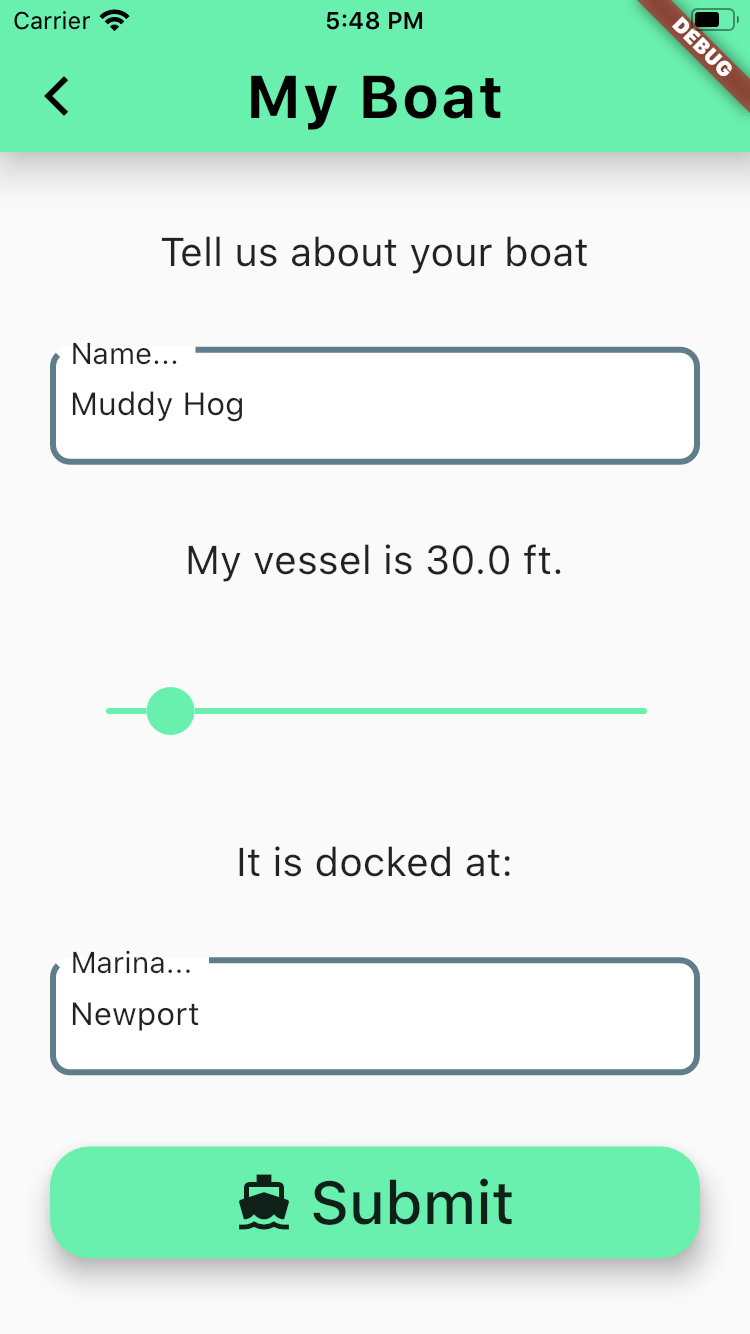 Carrier 5:48 PM
DEBUG
My Boat
Tell us about your boat
Name...
Muddy Hog
My vessel is 30.0 ft.
It is docked at:
Marina...
Newport
Submit